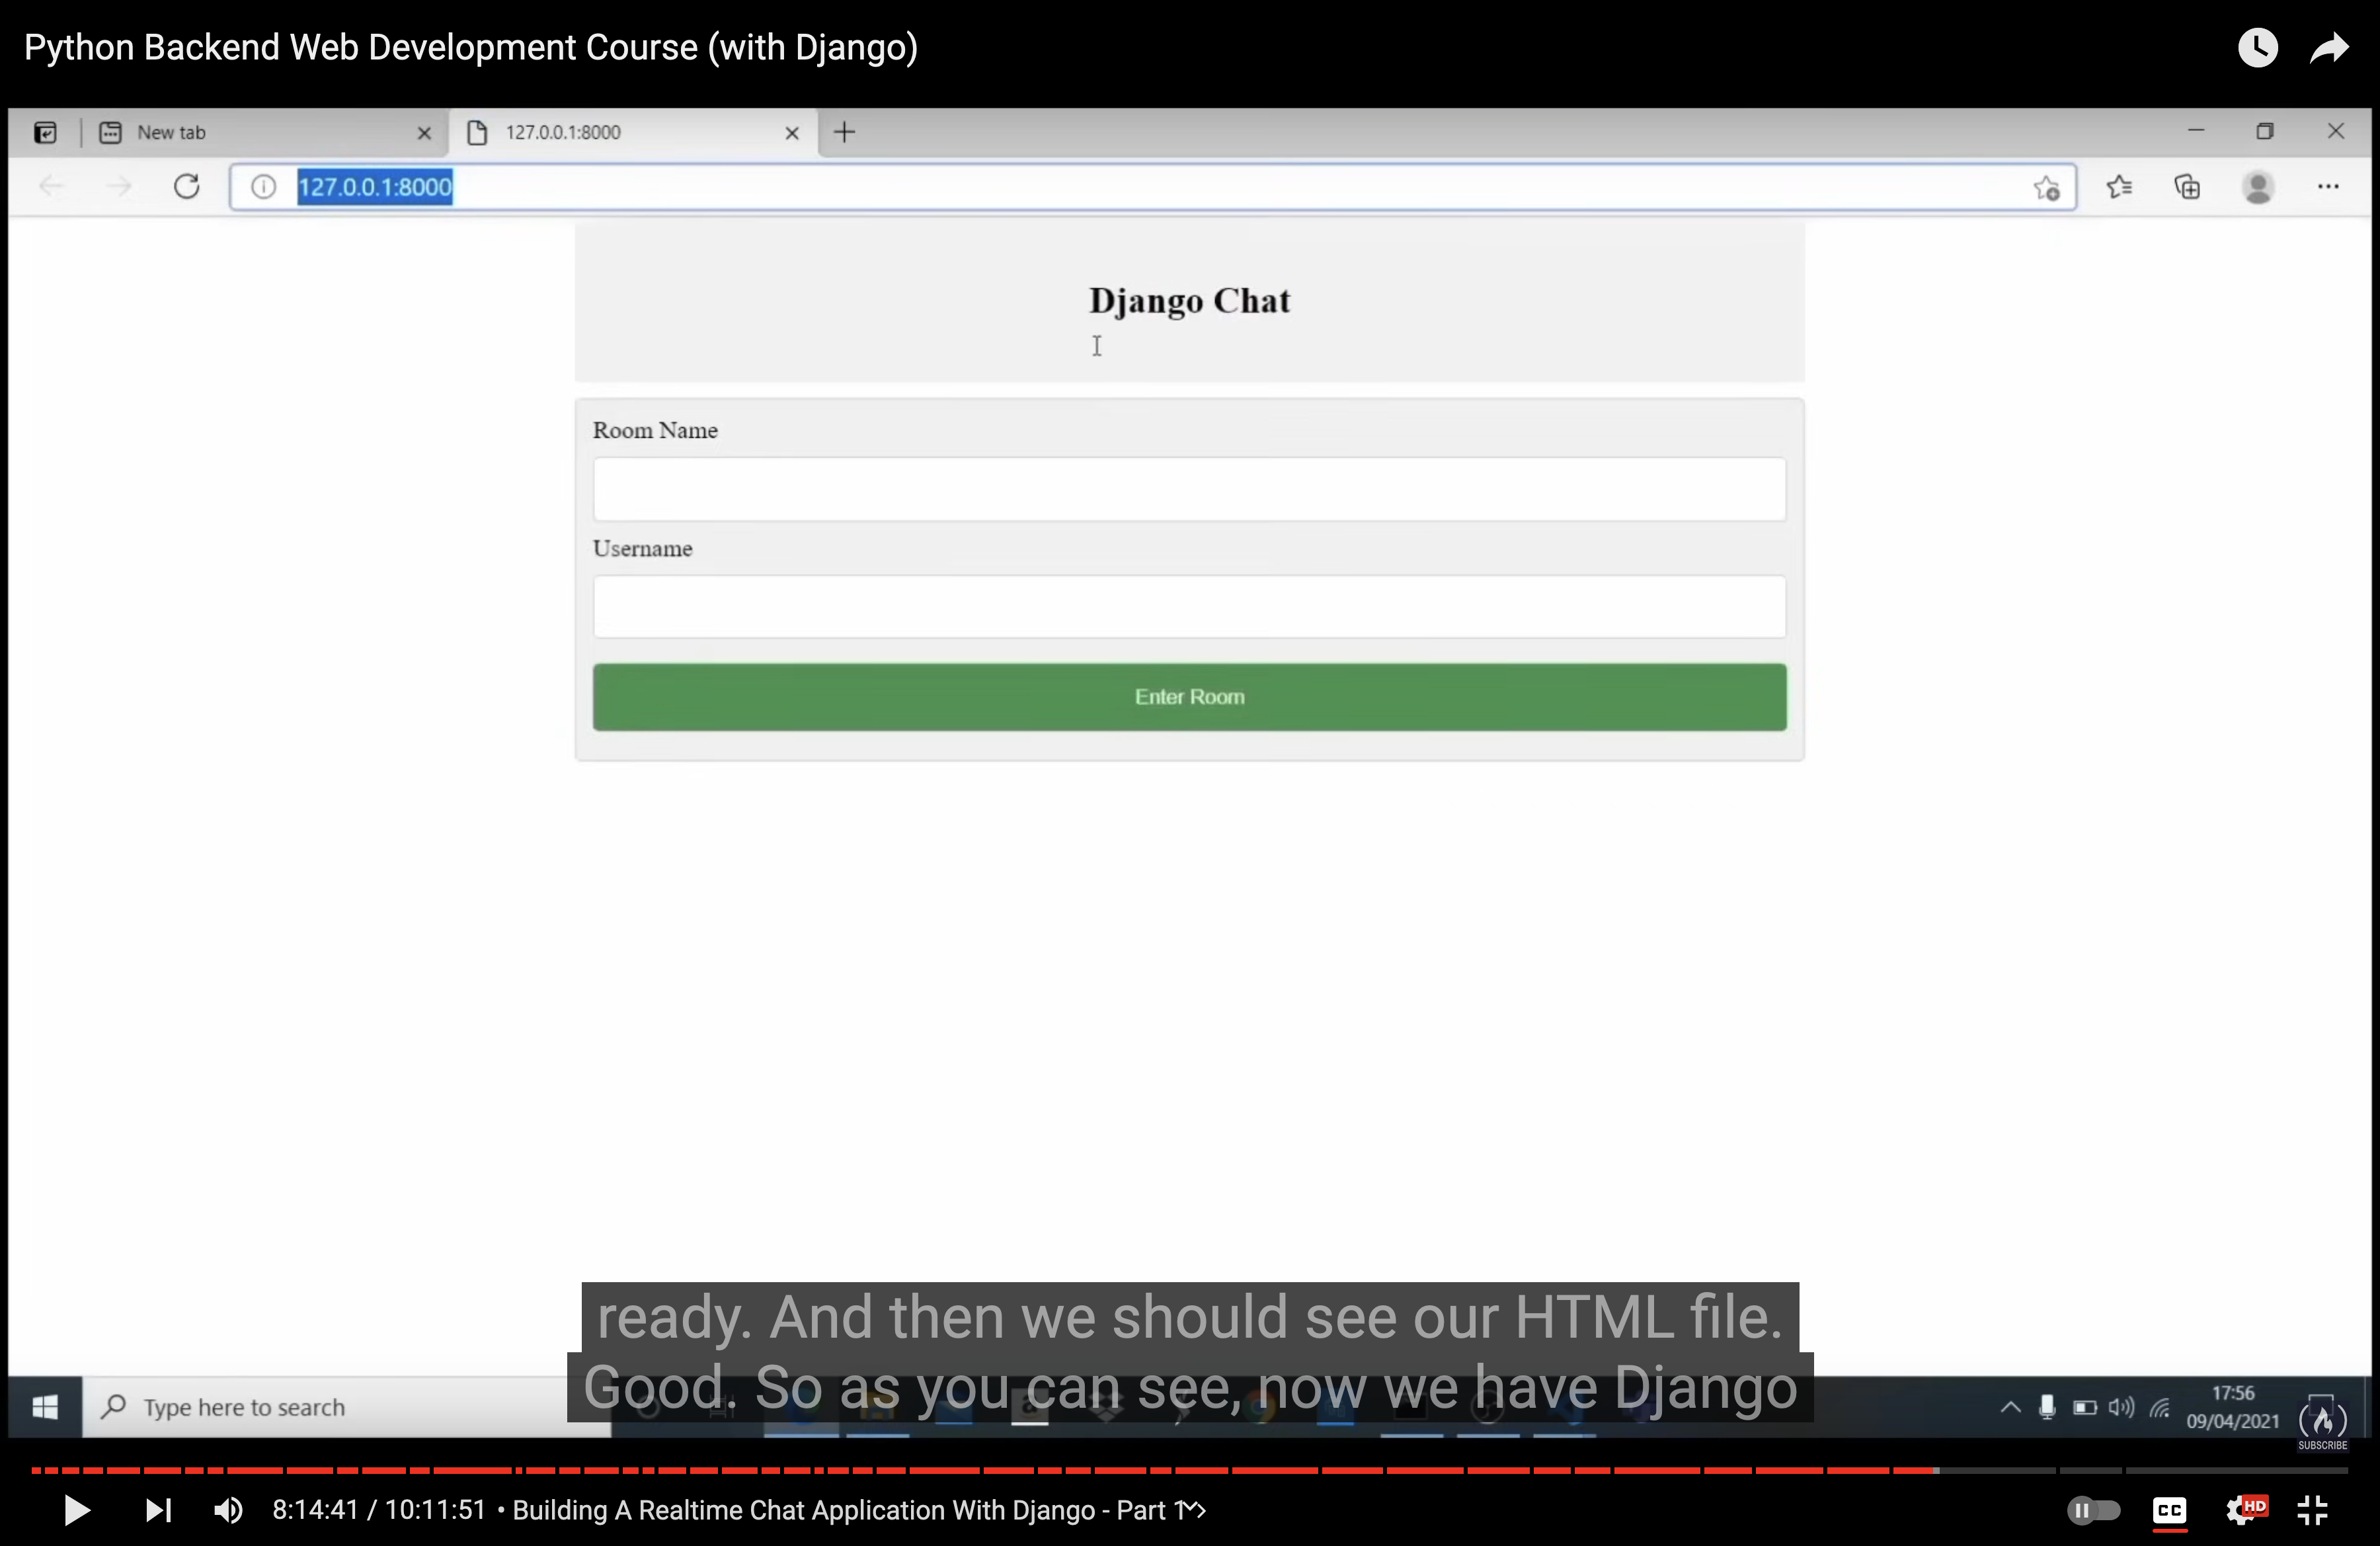 Python Backend Web Development Course (with Django)
New tab
127.0.0.1:8000
127.0.0.1:8000
Django Chat
Room Name
Username
Enter Room
ready. And then we should see our HTML file.
Good. So as you can see, now we have Django
Type here to search
17:56
09/04/2021
SUBSCRIBE
8:14:41 / 10:11:51 • Building A Realtime Chat Application With Django - Part 1
CC
HD